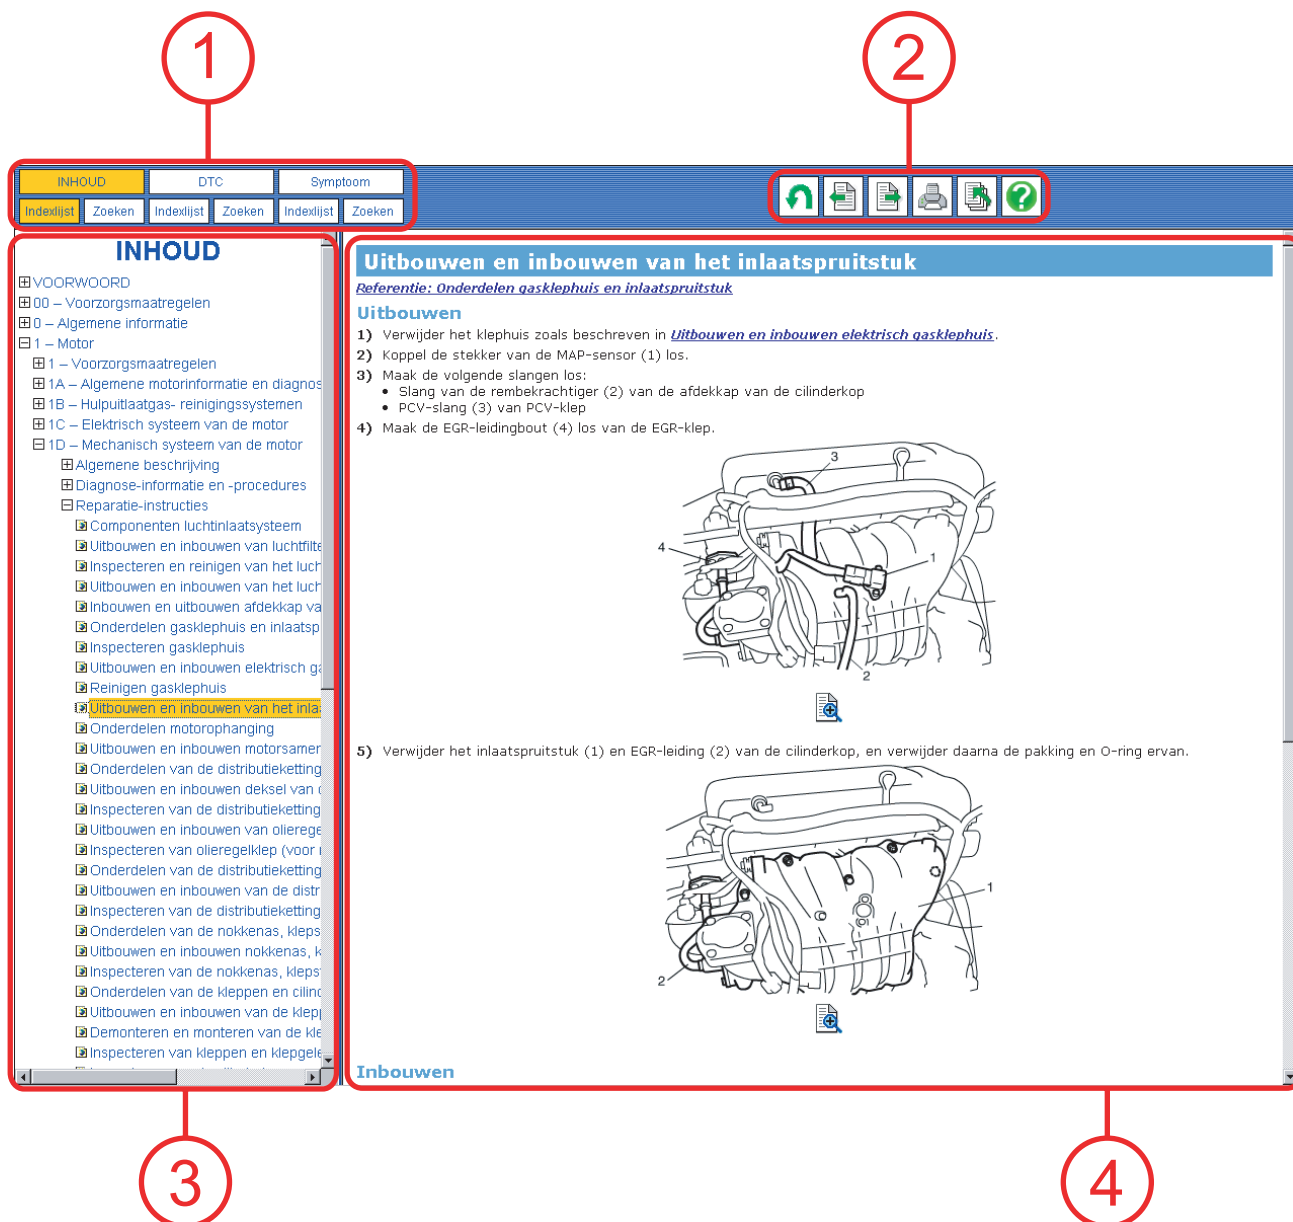 1
2
INHOUD DTC Symptoom
Indexlijst Zoeken Indexlijst Zoeken Indexlijst Zoeken
INHOUD
VOORWOORD
00 – Voorzorgsmaatregelen
0 – Algemene informatie
1 – Motor
1 – Voorzorgsmaatregelen
1A – Algemene motorinformatie en diagnos
1B – Hulpuitlaatgas- reinigingssystemen
1C – Elektrisch systeem van de motor
1D – Mechanisch systeem van de motor
Algemene beschrijving
Diagnose-informatie en -procedures
Reparatie-instructies
Componenten luchtinlaatsysteem
Uitbouwen en inbouwen van luchtfilte
Inspecteren en reinigen van het luch
Uitbouwen en inbouwen van het luch
Inbouwen en uitbouwen afdekkap va
Onderdelen gasklephuis en inlaatsp
Inspecteren gasklephuis
Uitbouwen en inbouwen elektrisch ga
Reinigen gasklephuis
Uitbouwen en inbouwen van het inla
Onderdelen motorophanging
Uitbouwen en inbouwen motorsamer
Onderdelen van de distributieketting
Uitbouwen en inbouwen deksel van
Inspecteren van de distributieketting
Uitbouwen en inbouwen van olierege
Inspecteren van olieregelklep (voor
Onderdelen van de distributieketting
Uitbouwen en inbouwen van de distr
Inspecteren van de distributieketting
Onderdelen van de nokkenas, kleps
Uitbouwen en inbouwen nokkenas, k
Inspecteren van de nokkenas, kleps
Onderdelen van de kleppen en cilind
Uitbouwen en inbouwen van de klep
Demonteren en monteren van de kle
Inspecteren van kleppen en klepgele
Uitbouwen en inbouwen van het inlaatspruitstuk
Referentie: Onderdelen gasklephuis en inlaatspruitstuk
Uitbouwen
1) Verwijder het klephuis zoals beschreven in Uitbouwen en inbouwen elektrisch gasklephuis.
2) Koppel de stekker van de MAP-sensor (1) los.
3) Maak de volgende slangen los:
• Slang van de rembekrachtiger (2) van de afdekkap van de cilinderkop
• PCV-slang (3) van PCV-klep
4) Maak de EGR-leidingbout (4) los van de EGR-klep.
3
4
1
2
5) Verwijder het inlaatspruitstuk (1) en EGR-leiding (2) van de cilinderkop, en verwijder daarna de pakking en O-ring ervan.
1
2
Inbouwen
3
4